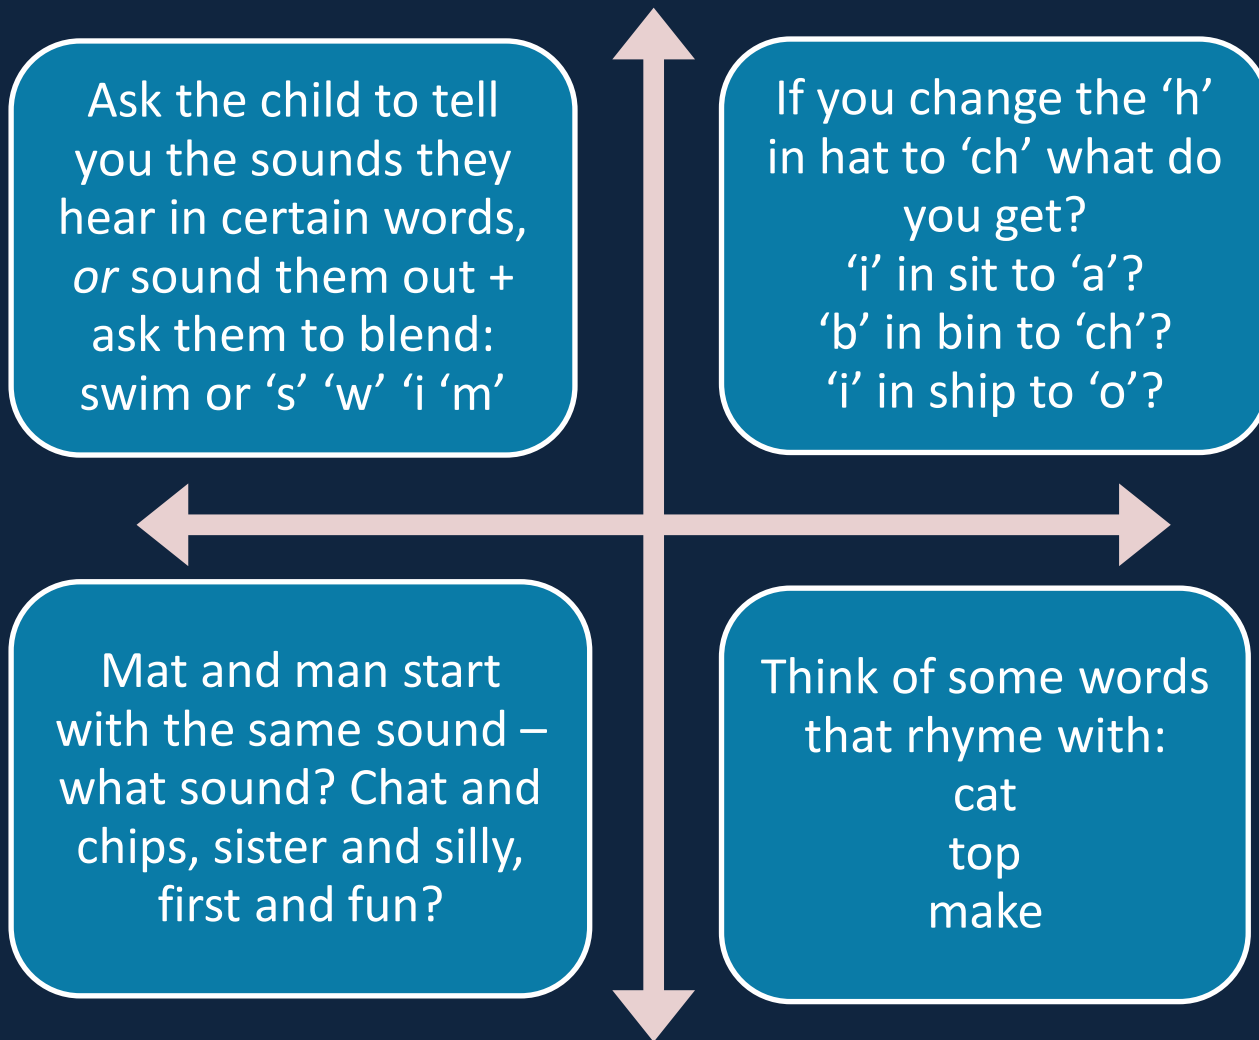 Ask the child to tell
you the sounds they
hear in certain words,
or sound them out +
ask them to blend:
swim or ‘s’ ‘w’ ‘i ‘m’
If you change the ‘h’
in hat to ‘ch’ what do
you get?
‘i’ in sit to ‘a’?
‘b’ in bin to ‘ch’?
‘i’ in ship to ‘o’?
Mat and man start
with the same sound –
what sound? Chat and
chips, sister and silly,
first and fun?
Think of some words
that rhyme with:
cat
top
make